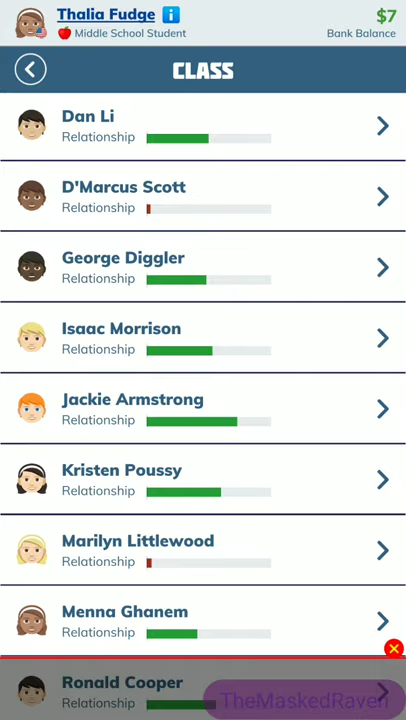 Thalia Fudge i
$7
Middle School Student
Bank Balance
CLASS
Dan Li
Relationship
D'Marcus Scott
Relationship
George Diggler
Relationship
Isaac Morrison
Relationship
Jackie Armstrong
Relationship
Kristen Poussy
Relationship
Marilyn Littlewood
Relationship
Menna Ghanem
Relationship
Ronald Cooper
Relationship
TheMaskedRaven